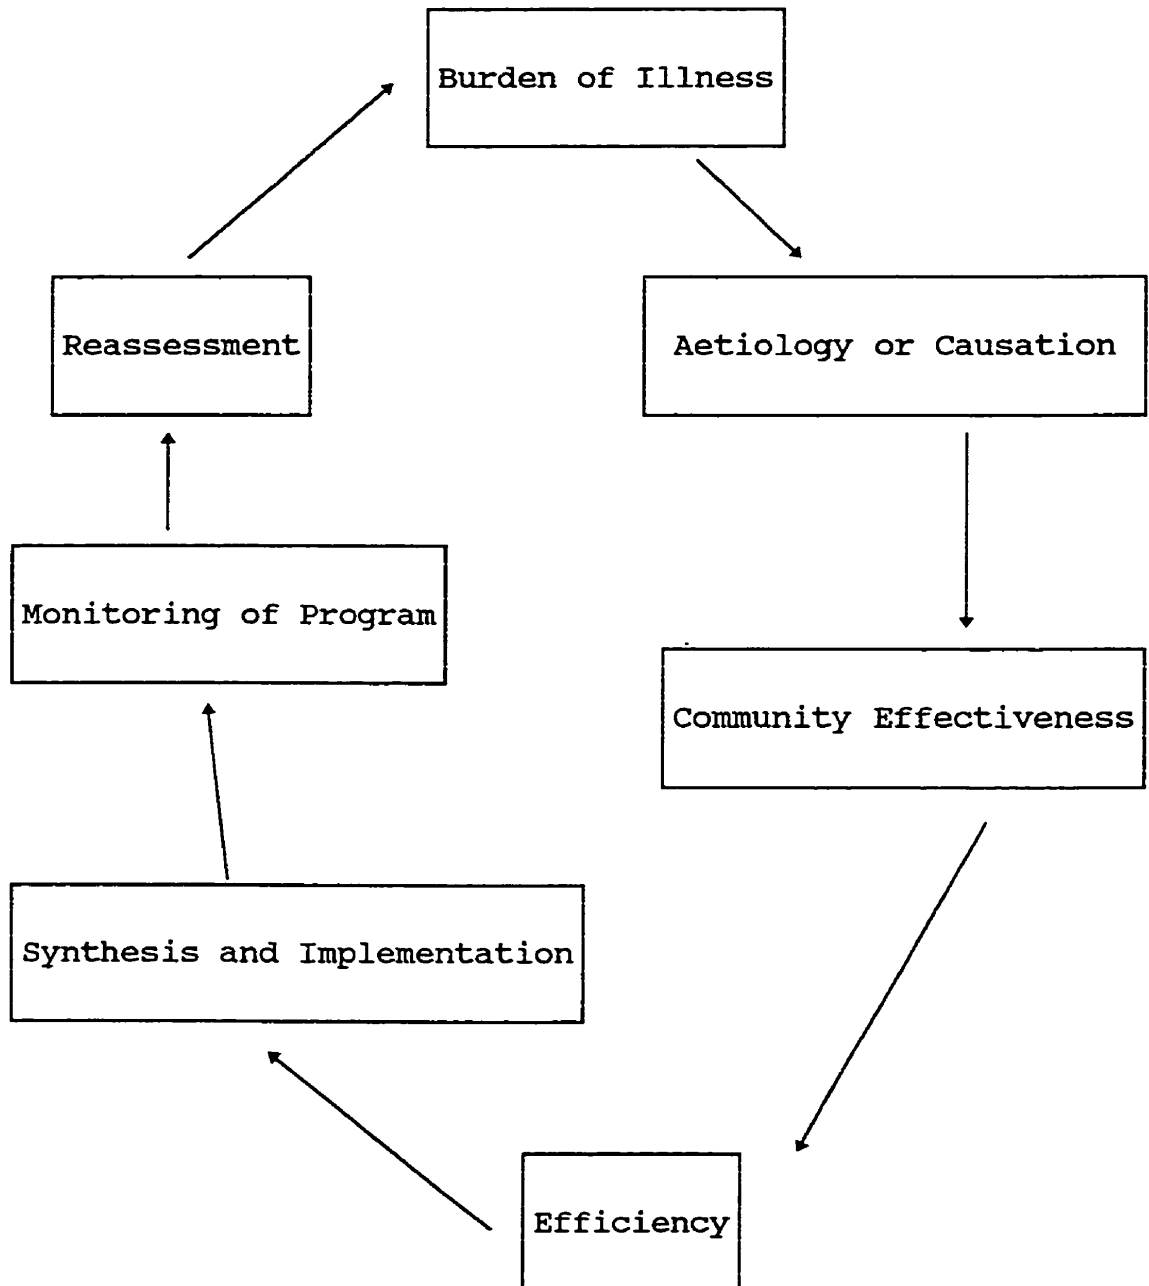 Burden of Illness
Reassessment
Aetiology or Causation
Monitoring of Program
Community Effectiveness
Synthesis and Implementation
Efficiency